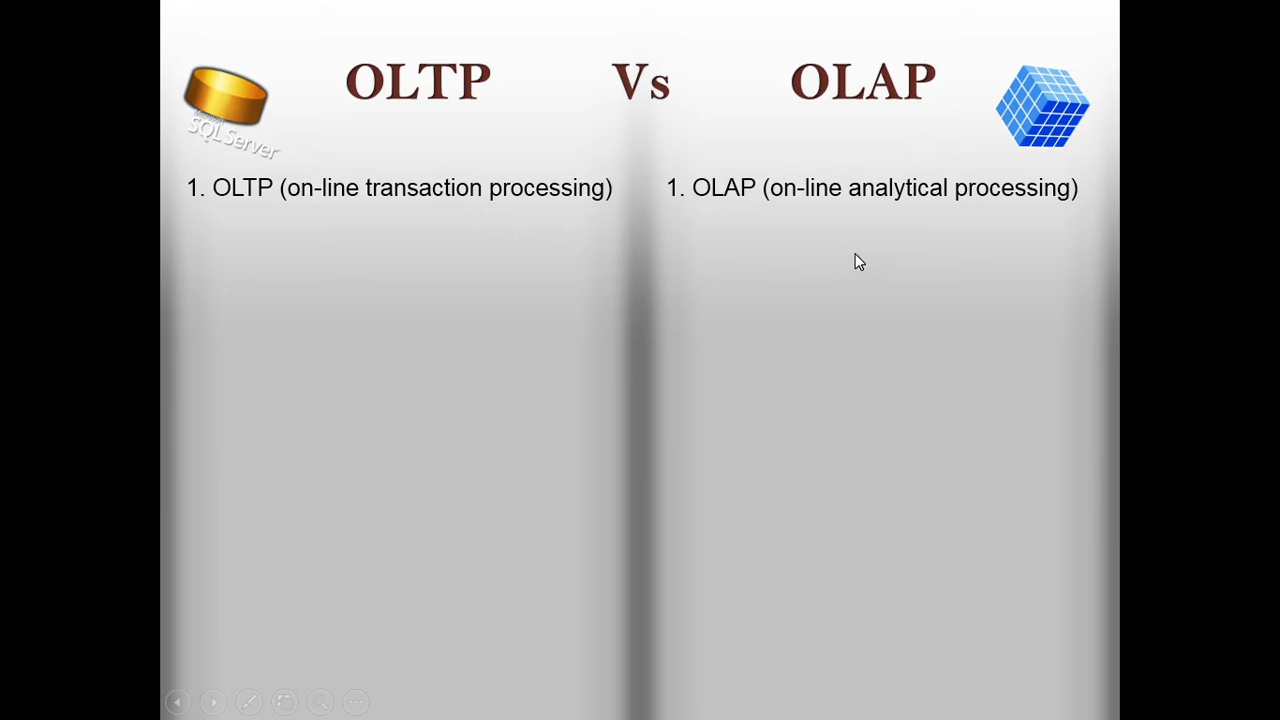 OLTP Vs OLAP
SQL Server
1. OLTP (on-line transaction processing)
1. OLAP (on-line analytical processing)